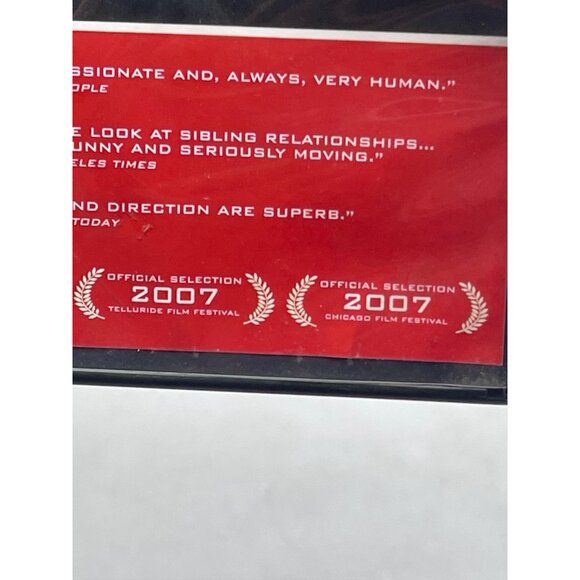 SSIONATE AND, ALWAYS, VERY HUMAN."
OPLE
E LOOK AT SIBLING RELATIONSHIPS...
UNNY AND SERIOUSLY MOVING."
ELES TIMES
ND DIRECTION ARE SUPERB."
TODAY
OFFICIAL SELECTION
2007
TELLURIDE FILM FESTIVAL
OFFICIAL SELECTION
2007
CHICAGO FILM FESTIVAL